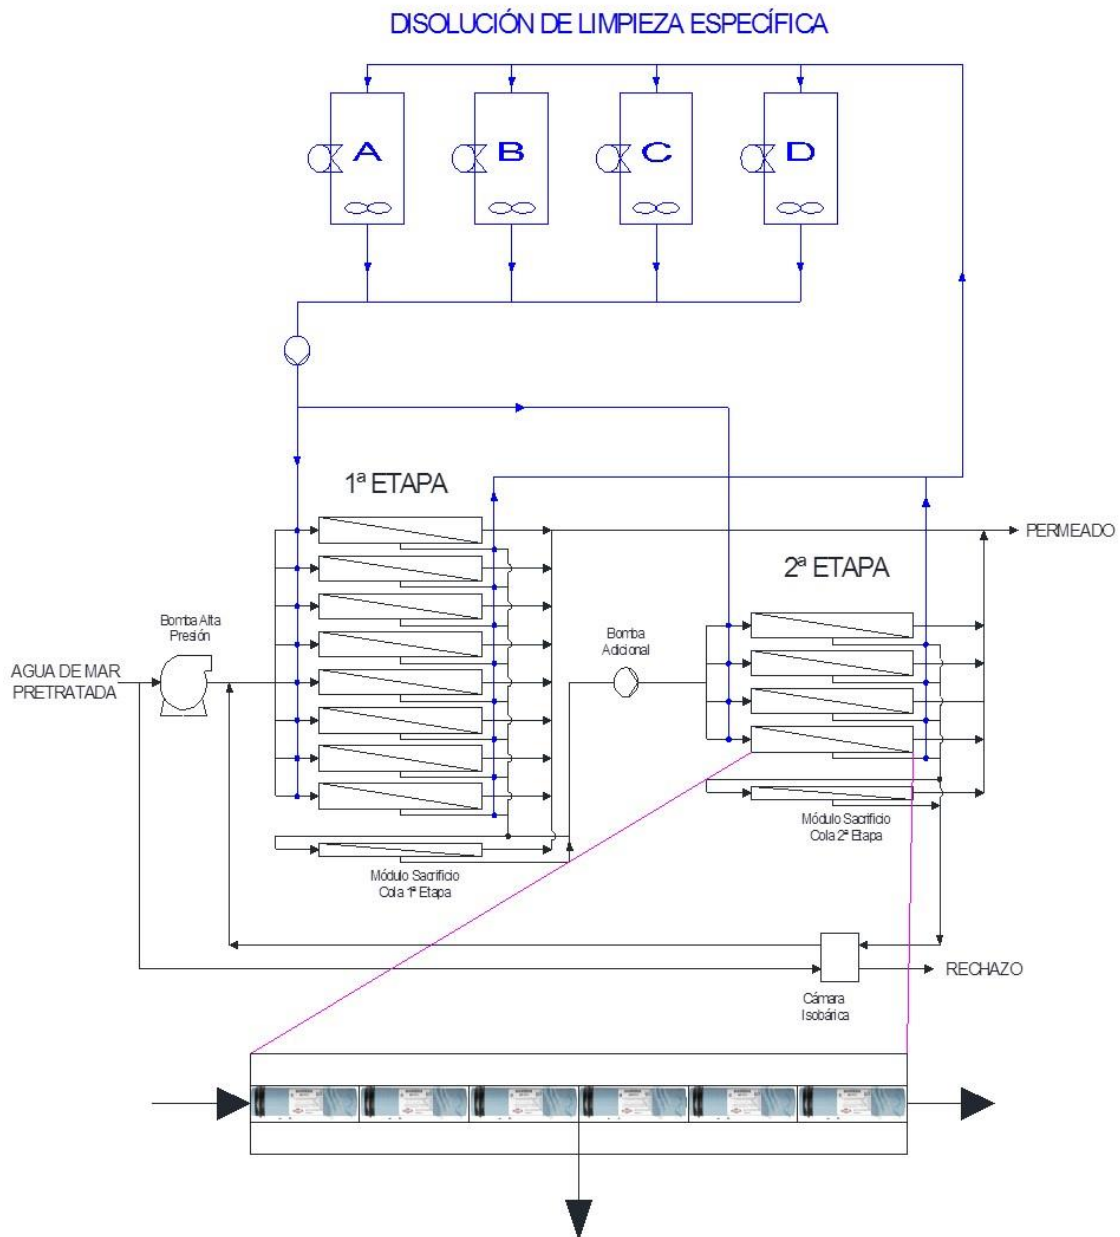 DISOLUCIÓN DE LIMPIEZA ESPECÍFICA
A
B
C
D
1ª ETAPA
PERMEADO
2ª ETAPA
Bomba Alta
Presión
Bomba
Adicional
AGUA DE MAR
PRETRATADA
Módulo Sacrificio
Cola 2ª Etapa
Módulo Sacrificio
Cola 1ª Etapa
RECHAZO
Cámara
Isobárica